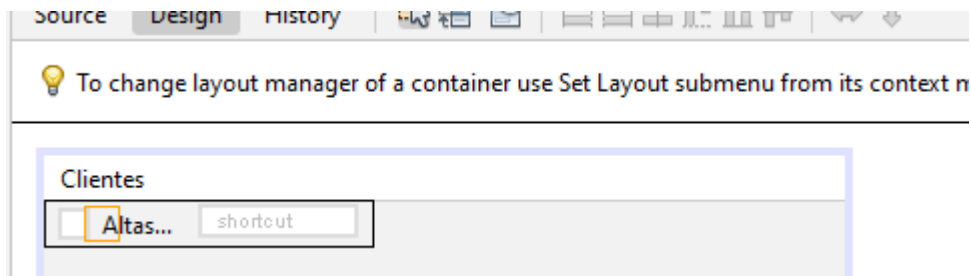 Source Design History
To change layout manager of a container use Set Layout submenu from its context
Clientes
Altas... shortcut